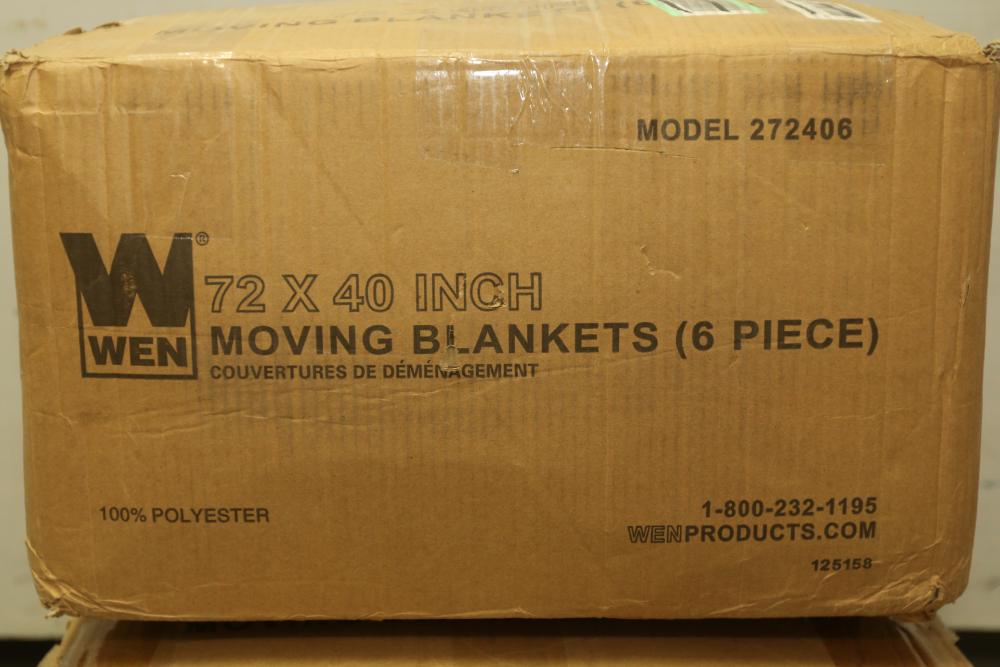 MODEL 272406
W®
WEN
72 X 40 INCH
MOVING BLANKETS (6 PIECE)
COUVERTURES DE DÉMÉNAGEMENT
100% POLYESTER
1-800-232-1195
WENPRODUCTS.COM
125158